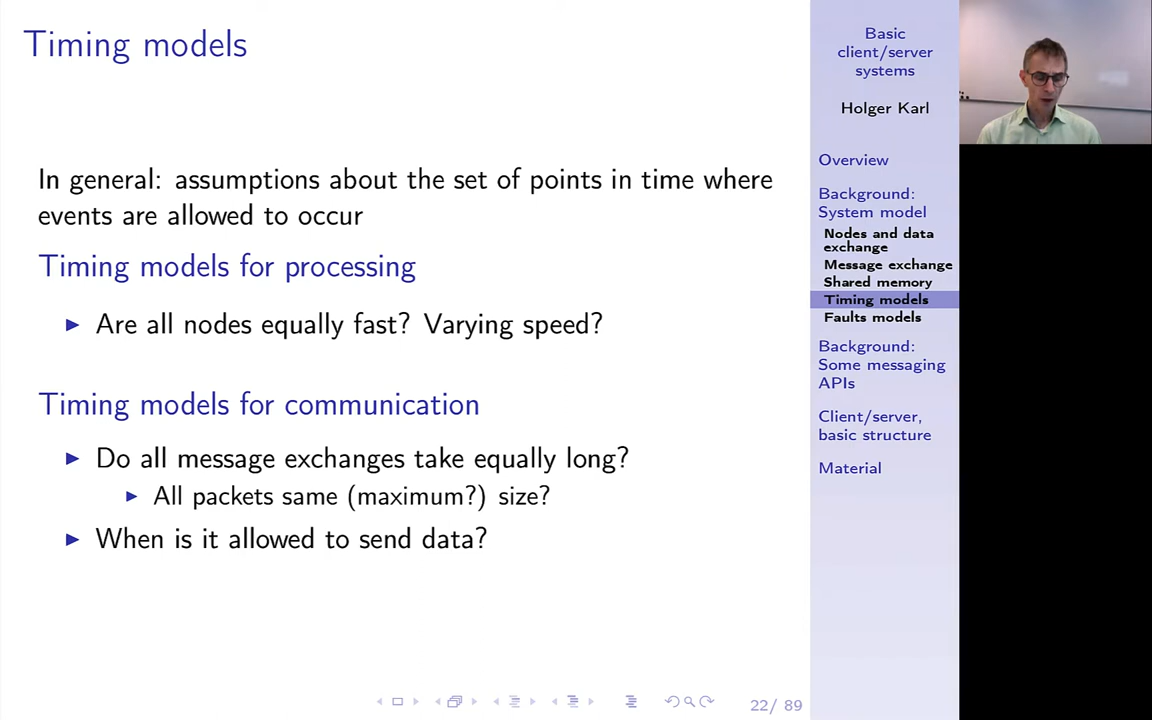 Timing models
In general: assumptions about the set of points in time where
events are allowed to occur
Timing models for processing
Are all nodes equally fast? Varying speed?
Timing models for communication
Do all message exchanges take equally long?
All packets same (maximum?) size?
When is it allowed to send data?
22/ 89
Basic
client/server
systems
Holger Karl
Overview
Background:
System model
Nodes and data
exchange
Message exchange
Shared memory
Timing models
Faults models
Background:
Some messaging
APIs
Client/server,
basic structure
Material